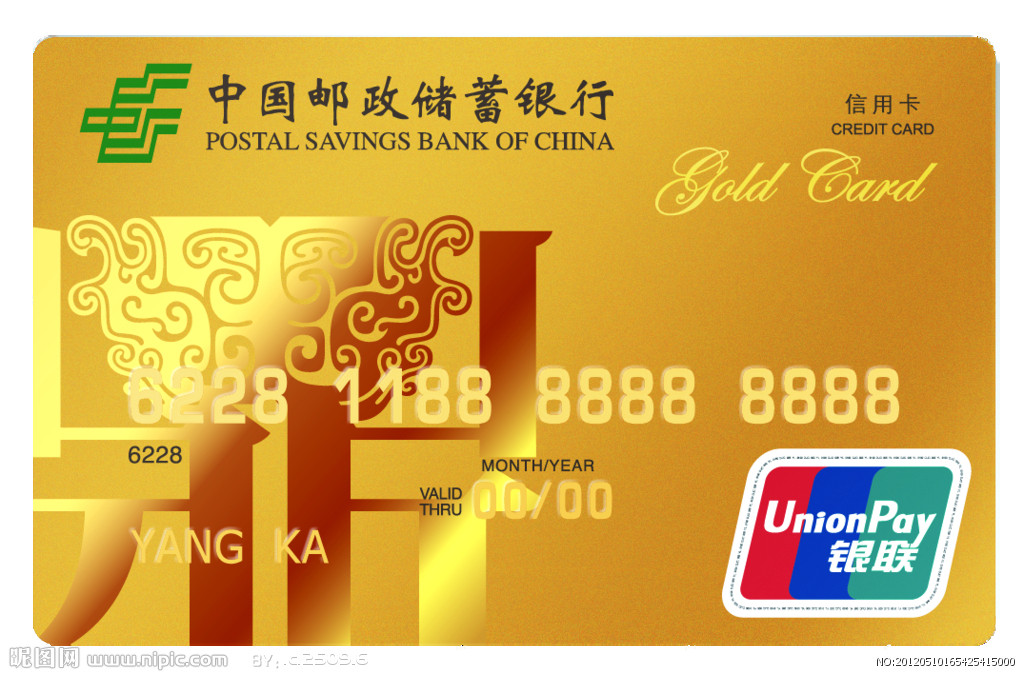 中国邮政储蓄银行
POSTAL SAVINGS BANK OF CHINA
信用卡
CREDIT CARD
Gold Card
6228 1188 8888 8888
6228
MONTH/YEAR
VALID
THRU
00/00
YANG KA
UnionPay
银联
昵图网 www.nipic.com
NO:20120510165425415000